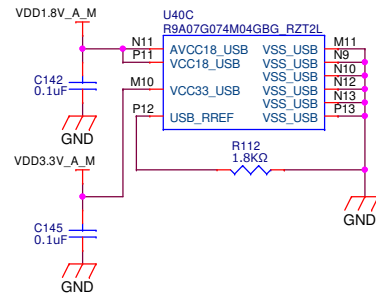 VDD1.8V_A_M
U40C
R9A07G074M04GBG_RZT2L
N11 AVCC18_USB VSS_USB M11
P11 VCC18_USB VSS_USB N9
VSS_USB N10
M10 VCC33_USB VSS_USB N12
VSS_USB N13
P12 USB_RREF VSS_USB P13
C142
0.1uF
GND
R112
1.8KΩ
VDD3.3V_A_M
GND
C145
0.1uF
GND